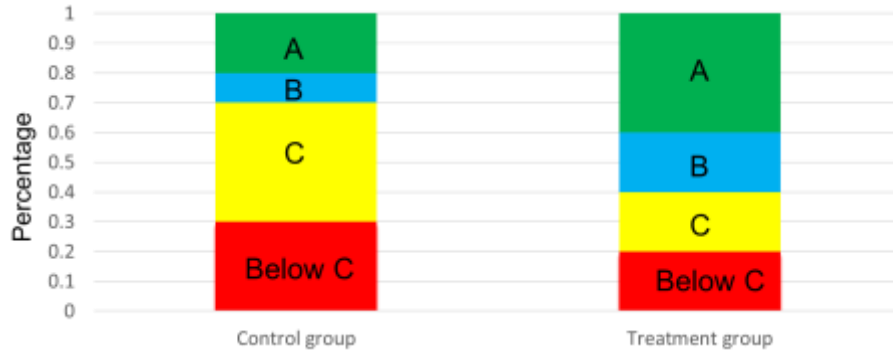 Percentage
1
0.9
0.8
0.7
0.6
0.5
0.4
0.3
0.2
0.1
0
A
B
C
Below C
A
B
C
Below C
Control group
Treatment group